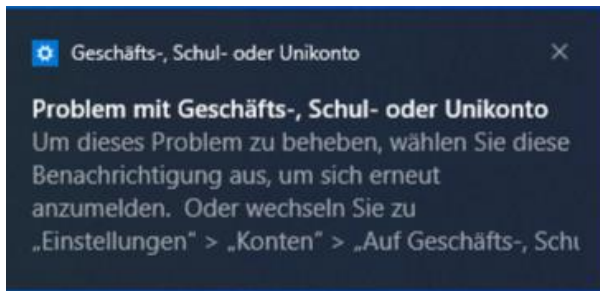 Geschäfts-, Schul- oder Unikonto
Problem mit Geschäfts-, Schul- oder Unikonto
Um dieses Problem zu beheben, wählen Sie diese
Benachrichtigung aus, um sich erneut
anzumelden. Oder wechseln Sie zu
„Einstellungen“ > „Konten“ > „Auf Geschäfts-,